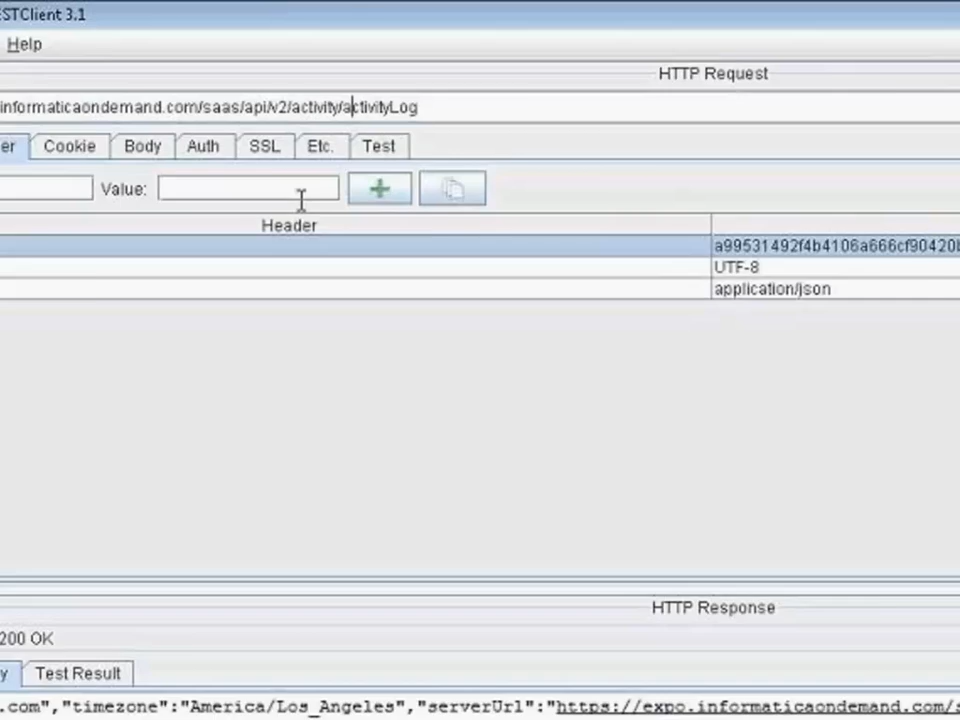 STClient 3.1
Help
HTTP Request
informaticaondemand.com/saas/api/v2/activity/activityLog
er Cookie Body Auth SSL Etc. Test
Value:
Header
a99531492f4b4106a666cf90420b
UTF-8
application/json
HTTP Response
200 OK
y Test Result
.com","timezone":"America/Los_Angeles","serverUrl":"https://expo.informaticaondemand.com/s